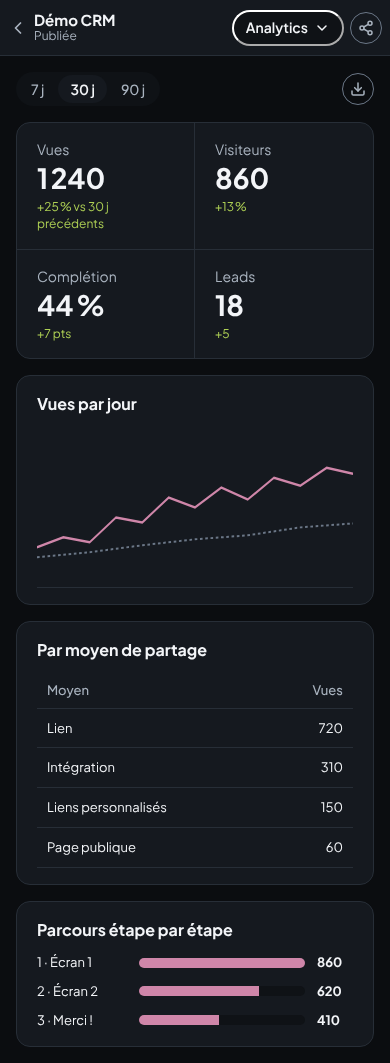 Démo CRM
Publiée
Analytics
7 j
30 j
90 j
Vues
1 240
+25 % vs 30 j
précédents
Visiteurs
860
+13 %
Complétion
44 %
+7 pts
Leads
18
+5
Vues par jour
Par moyen de partage
Moyen Vues
Lien 720
Intégration 310
Liens personnalisés 150
Page publique 60
Parcours étape par étape
1 · Écran 1 860
2 · Écran 2 620
3 · Merci ! 410